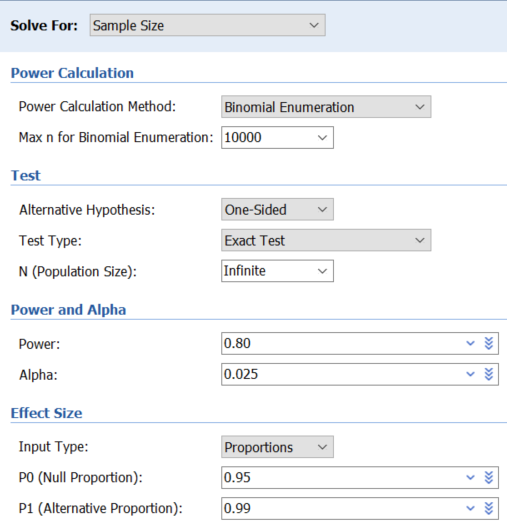 Solve For: Sample Size
Power Calculation
Power Calculation Method: Binomial Enumeration
Max n for Binomial Enumeration: 10000
Test
Alternative Hypothesis: One-Sided
Test Type: Exact Test
N (Population Size): Infinite
Power and Alpha
Power: 0.80
Alpha: 0.025
Effect Size
Input Type: Proportions
P0 (Null Proportion): 0.95
P1 (Alternative Proportion): 0.99